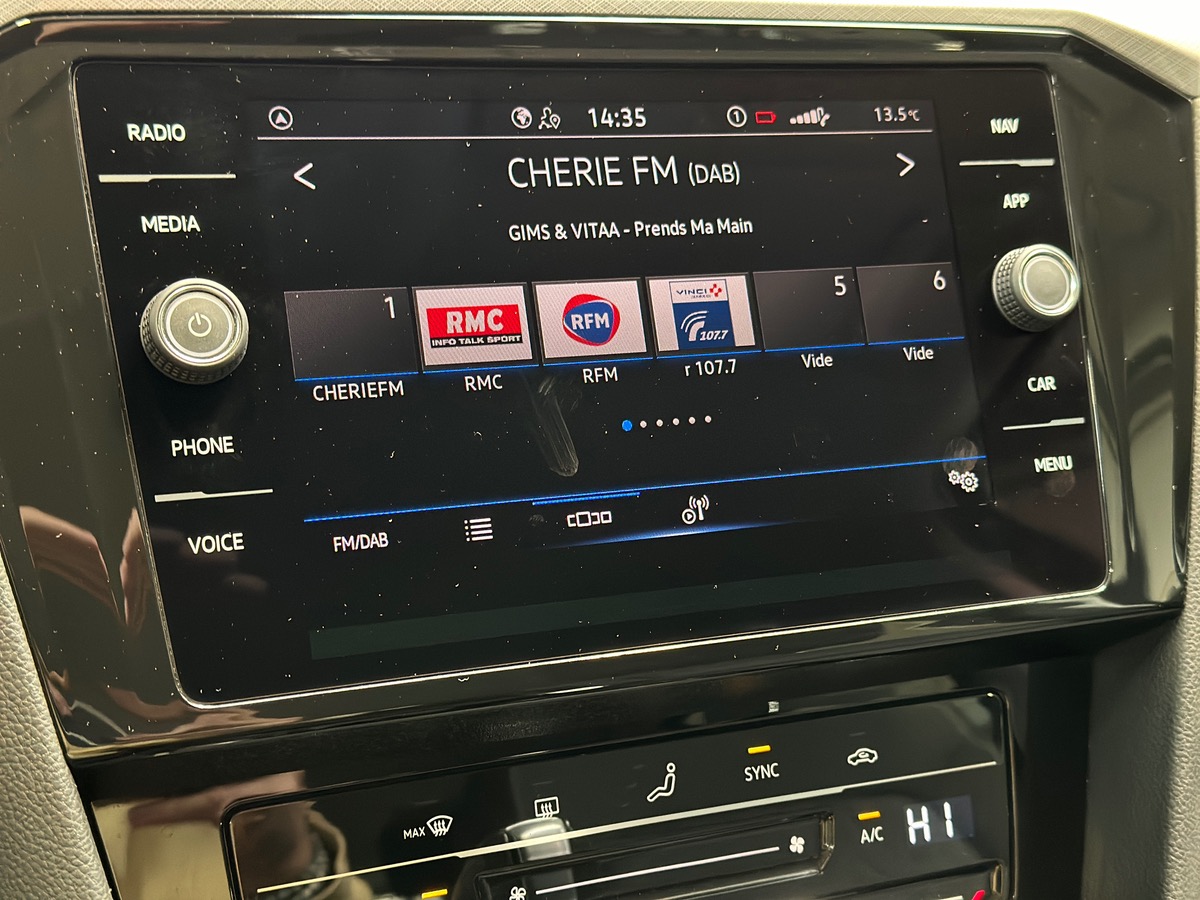 RADIO
MEDIA
PHONE
VOICE
NAV
APP
CAR
MENU
14:35
1
13.5°C
CHERIE FM (DAB)
GIMS & VITAA - Prends Ma Main
1
RMC
INFO TALK SPORT
RFM
VINCI
107.7
5
6
CHERIEFM
RMC
RFM
r 107.7
Vide
Vide
FM/DAB
MAX
SYNC
A/C
HI